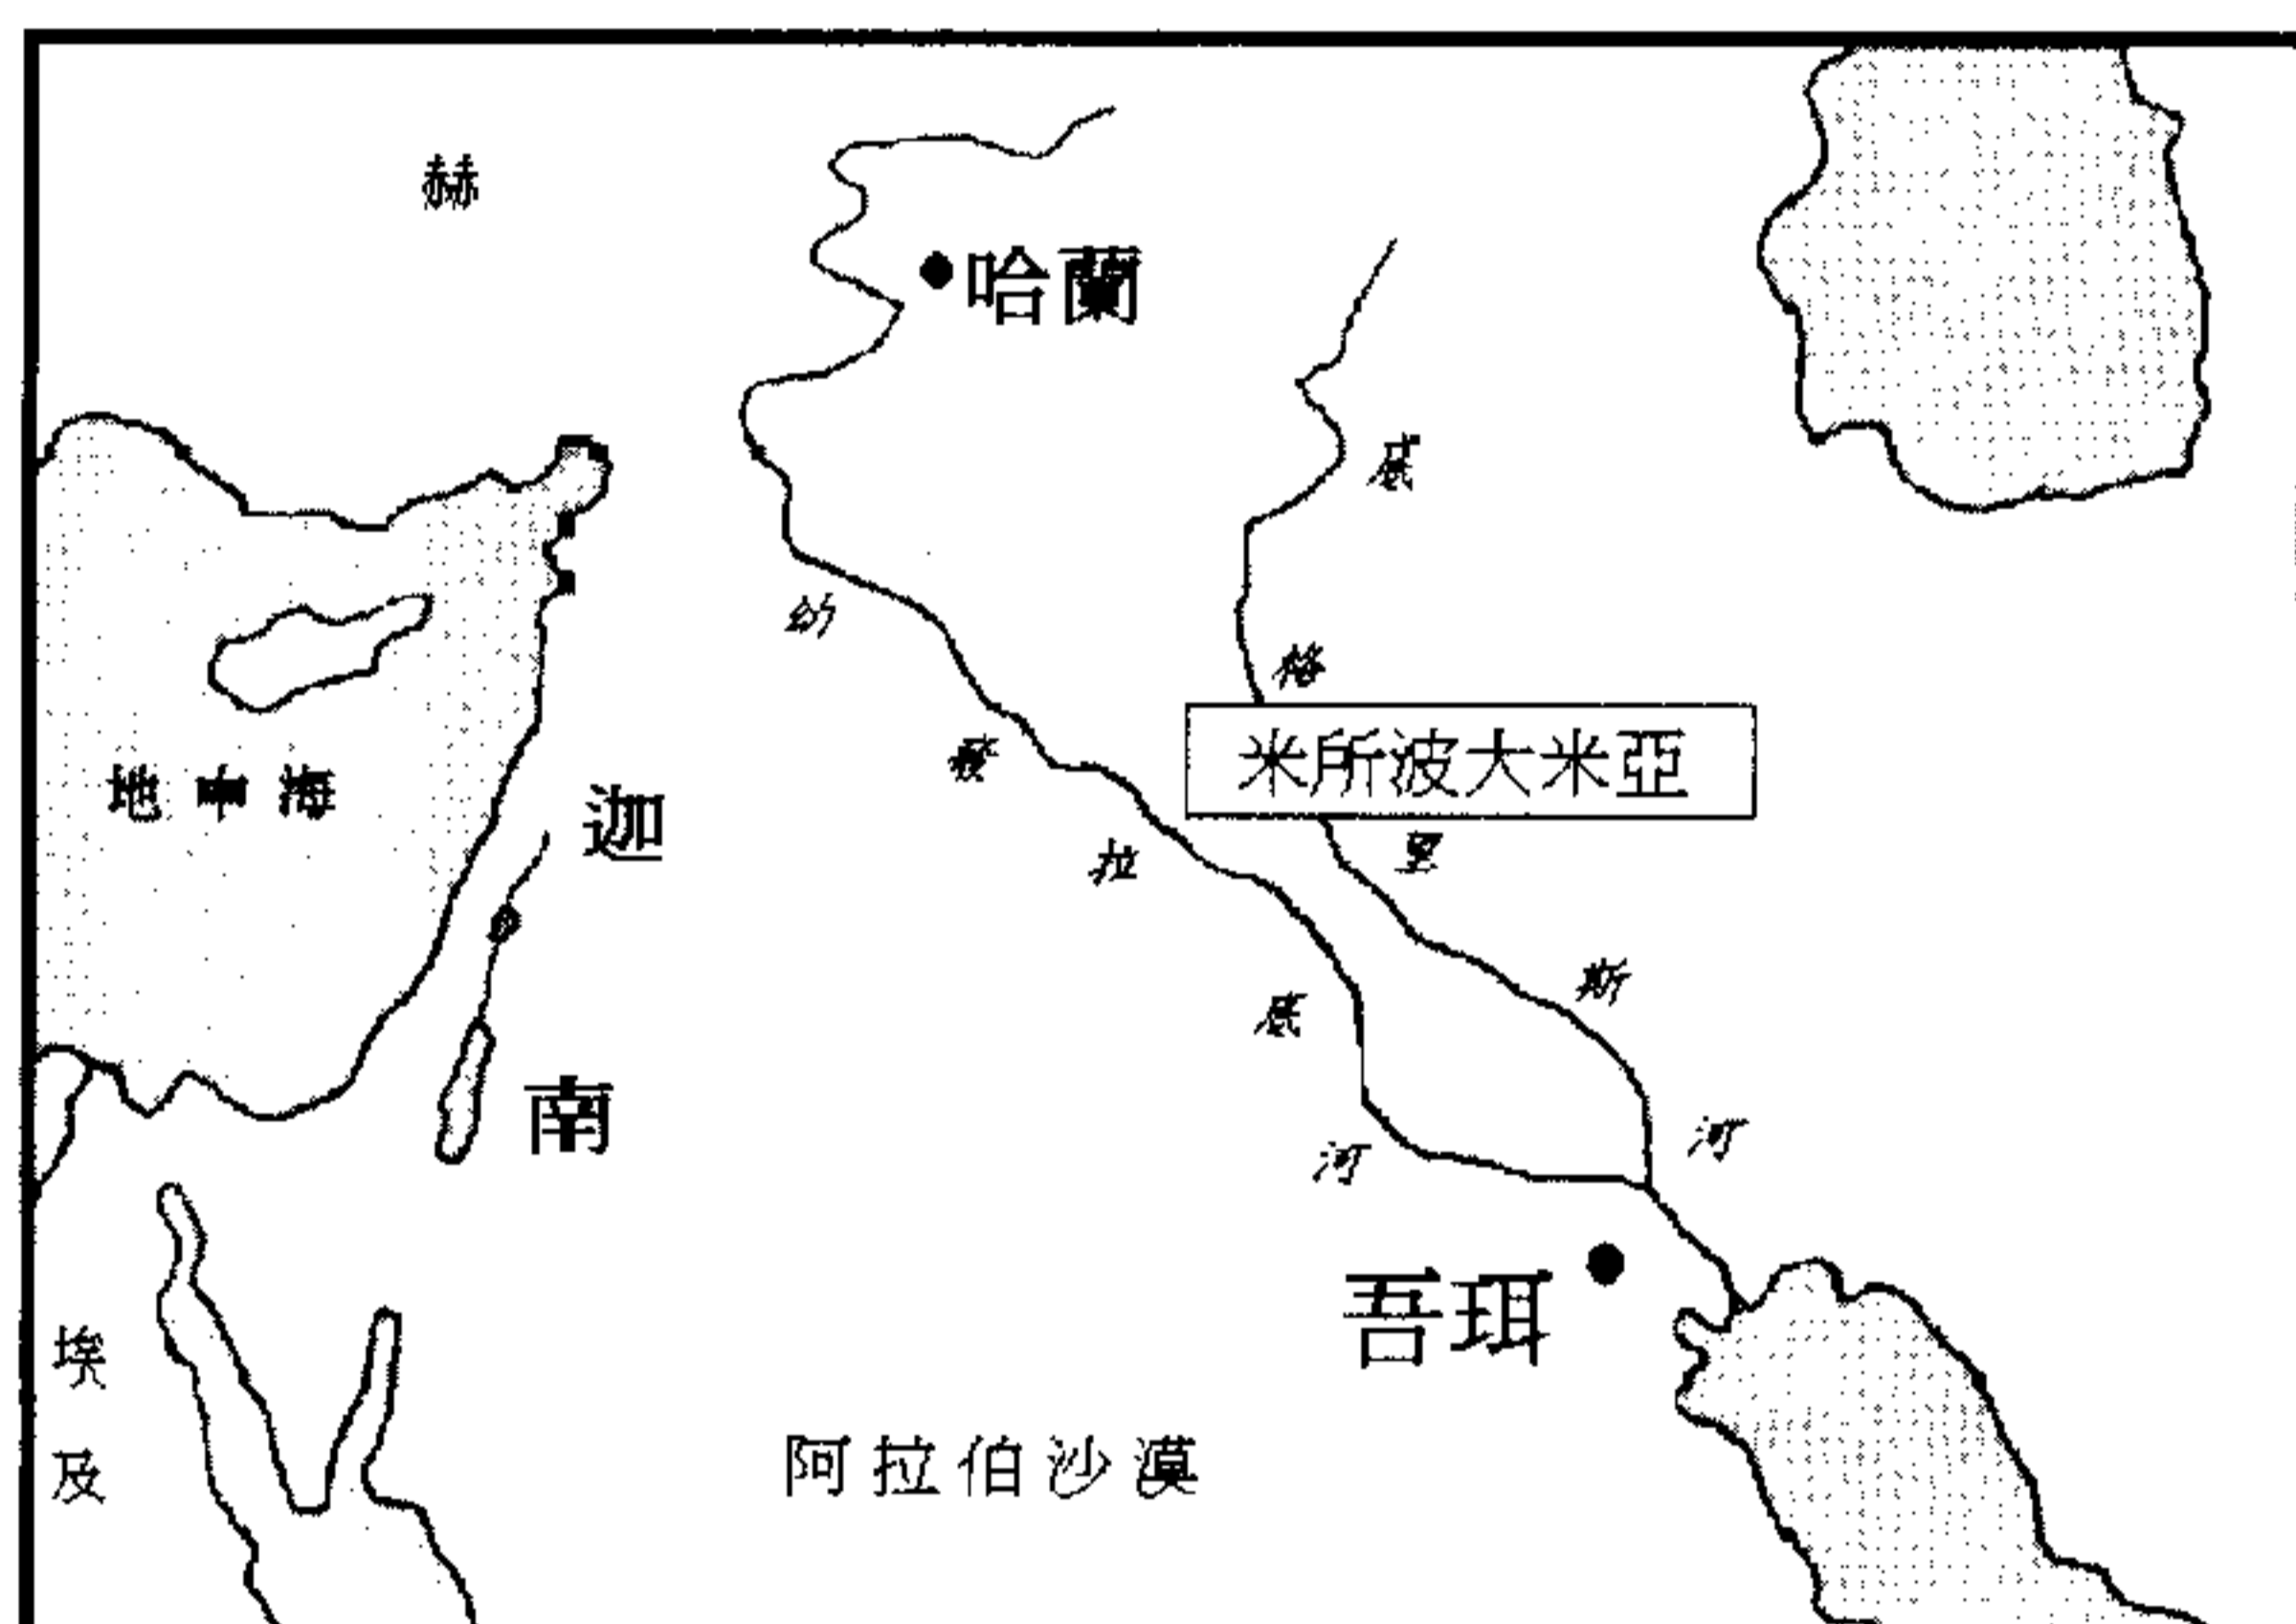 赫
哈蘭
底格里斯河
幼發拉底河
米所波大米亞
地中海
迦南
吾珥
埃及
阿拉伯沙漠